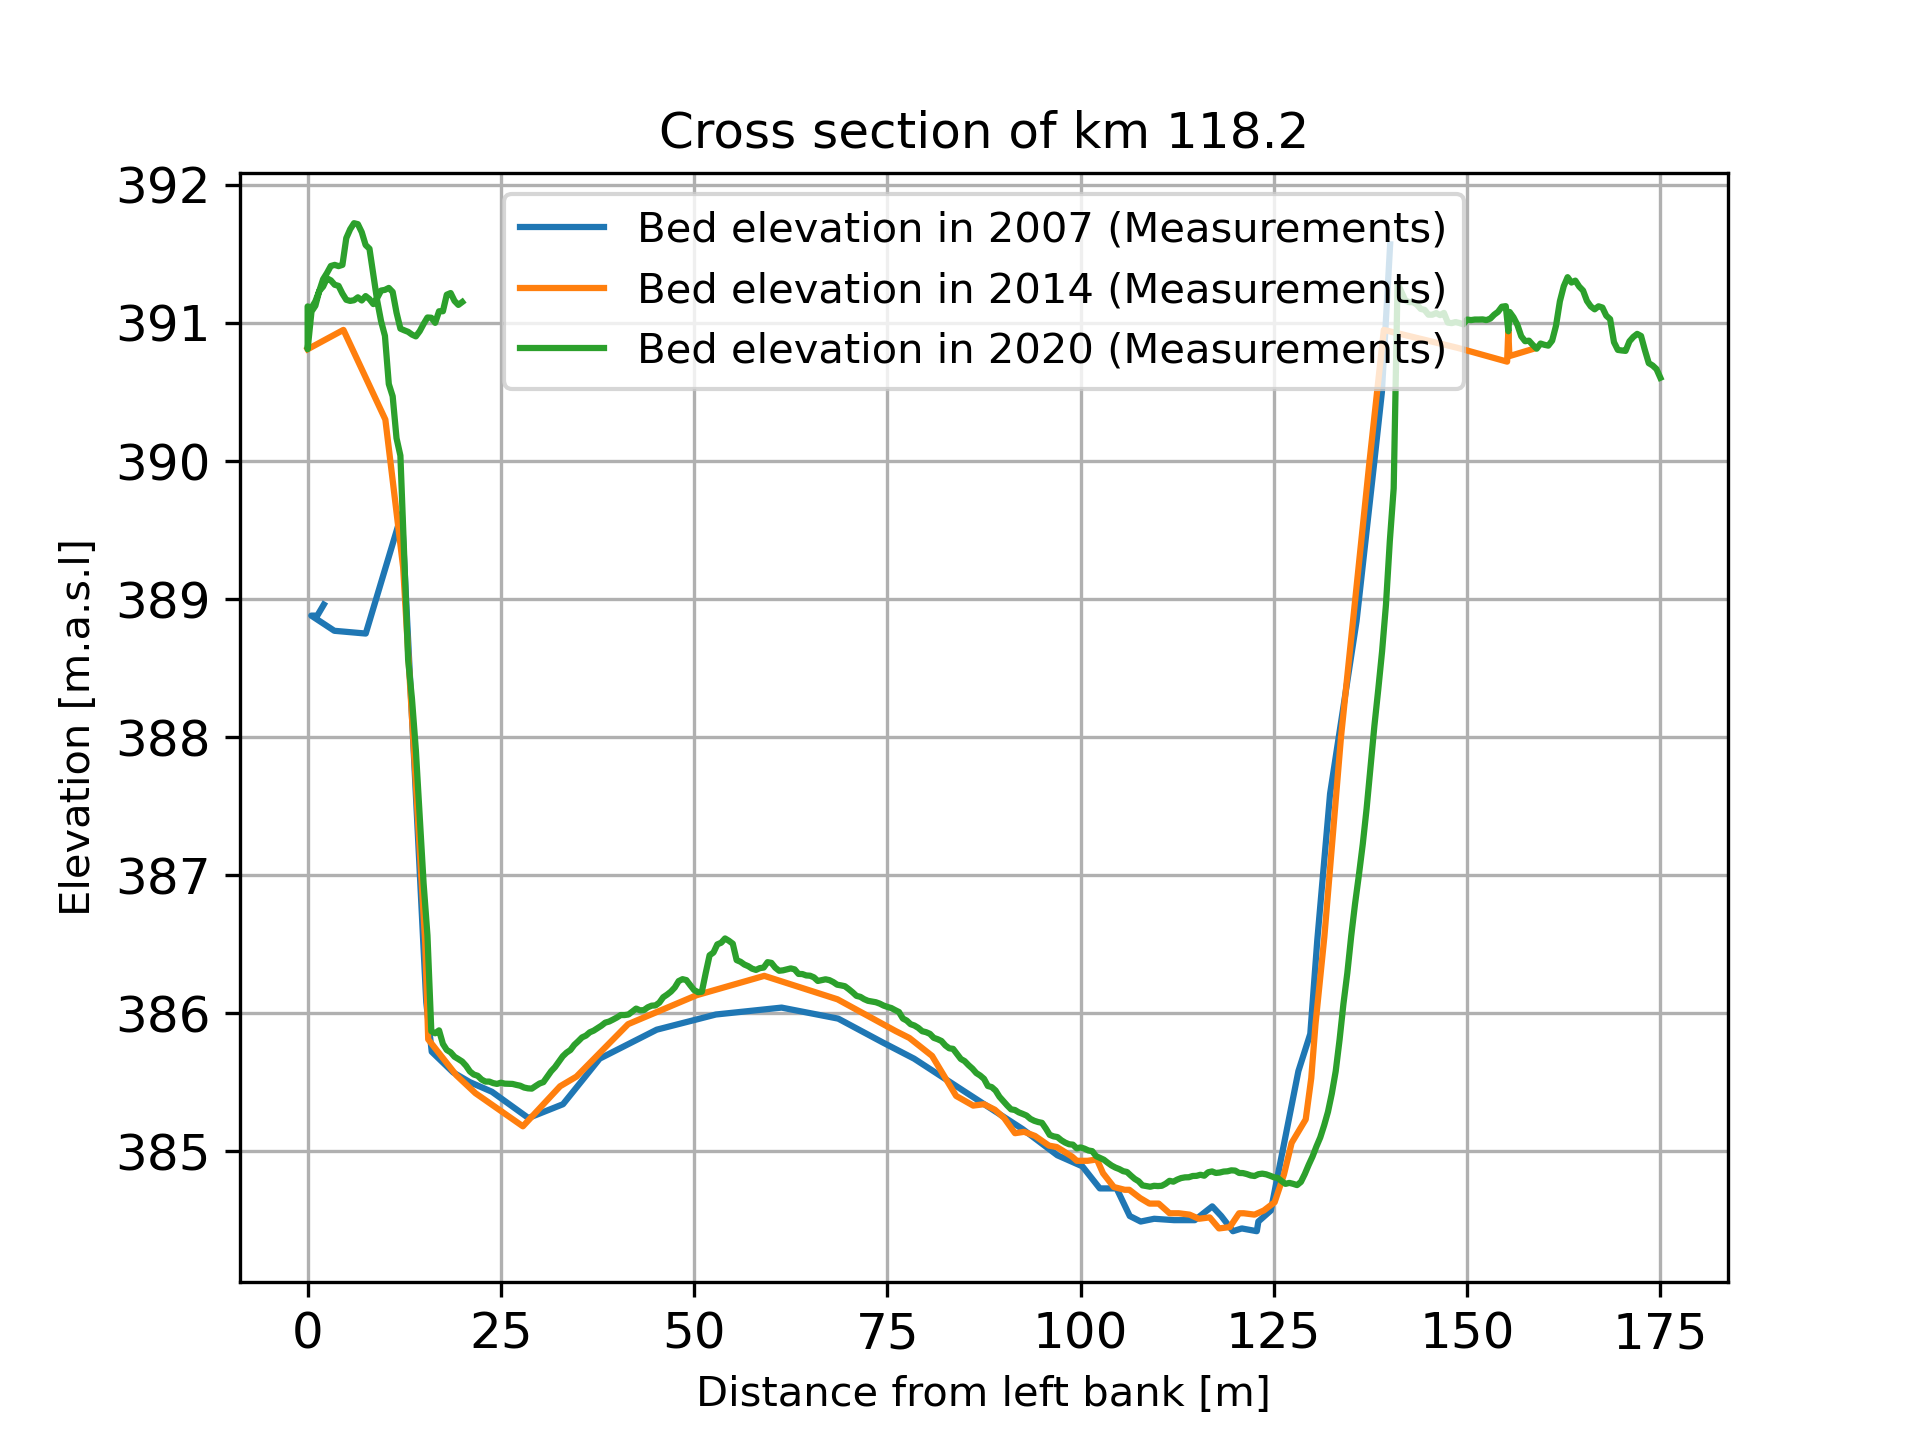 Cross section of km 118.2
392
391
390
389
388
387
386
385
Elevation [m.a.s.l]
Bed elevation in 2007 (Measurements)
Bed elevation in 2014 (Measurements)
Bed elevation in 2020 (Measurements)
0 25 50 75 100 125 150 175
Distance from left bank [m]